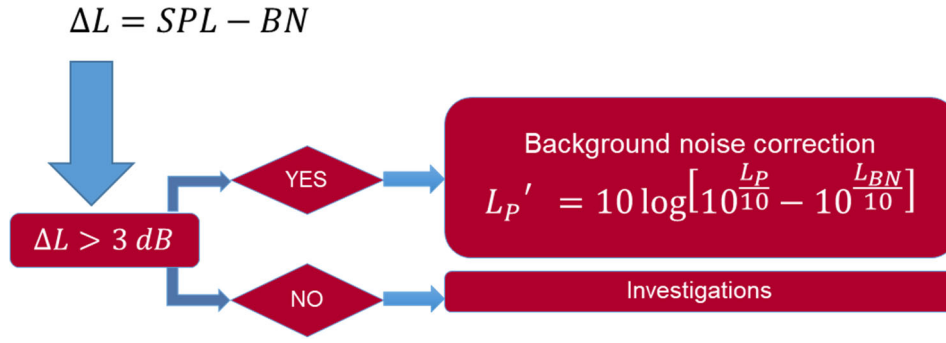 ΔL = SPL − BN
ΔL > 3 dB
YES
Background noise correction
L_P′ = 10 log[10^{L_P/10} − 10^{L_BN/10}]
NO
Investigations